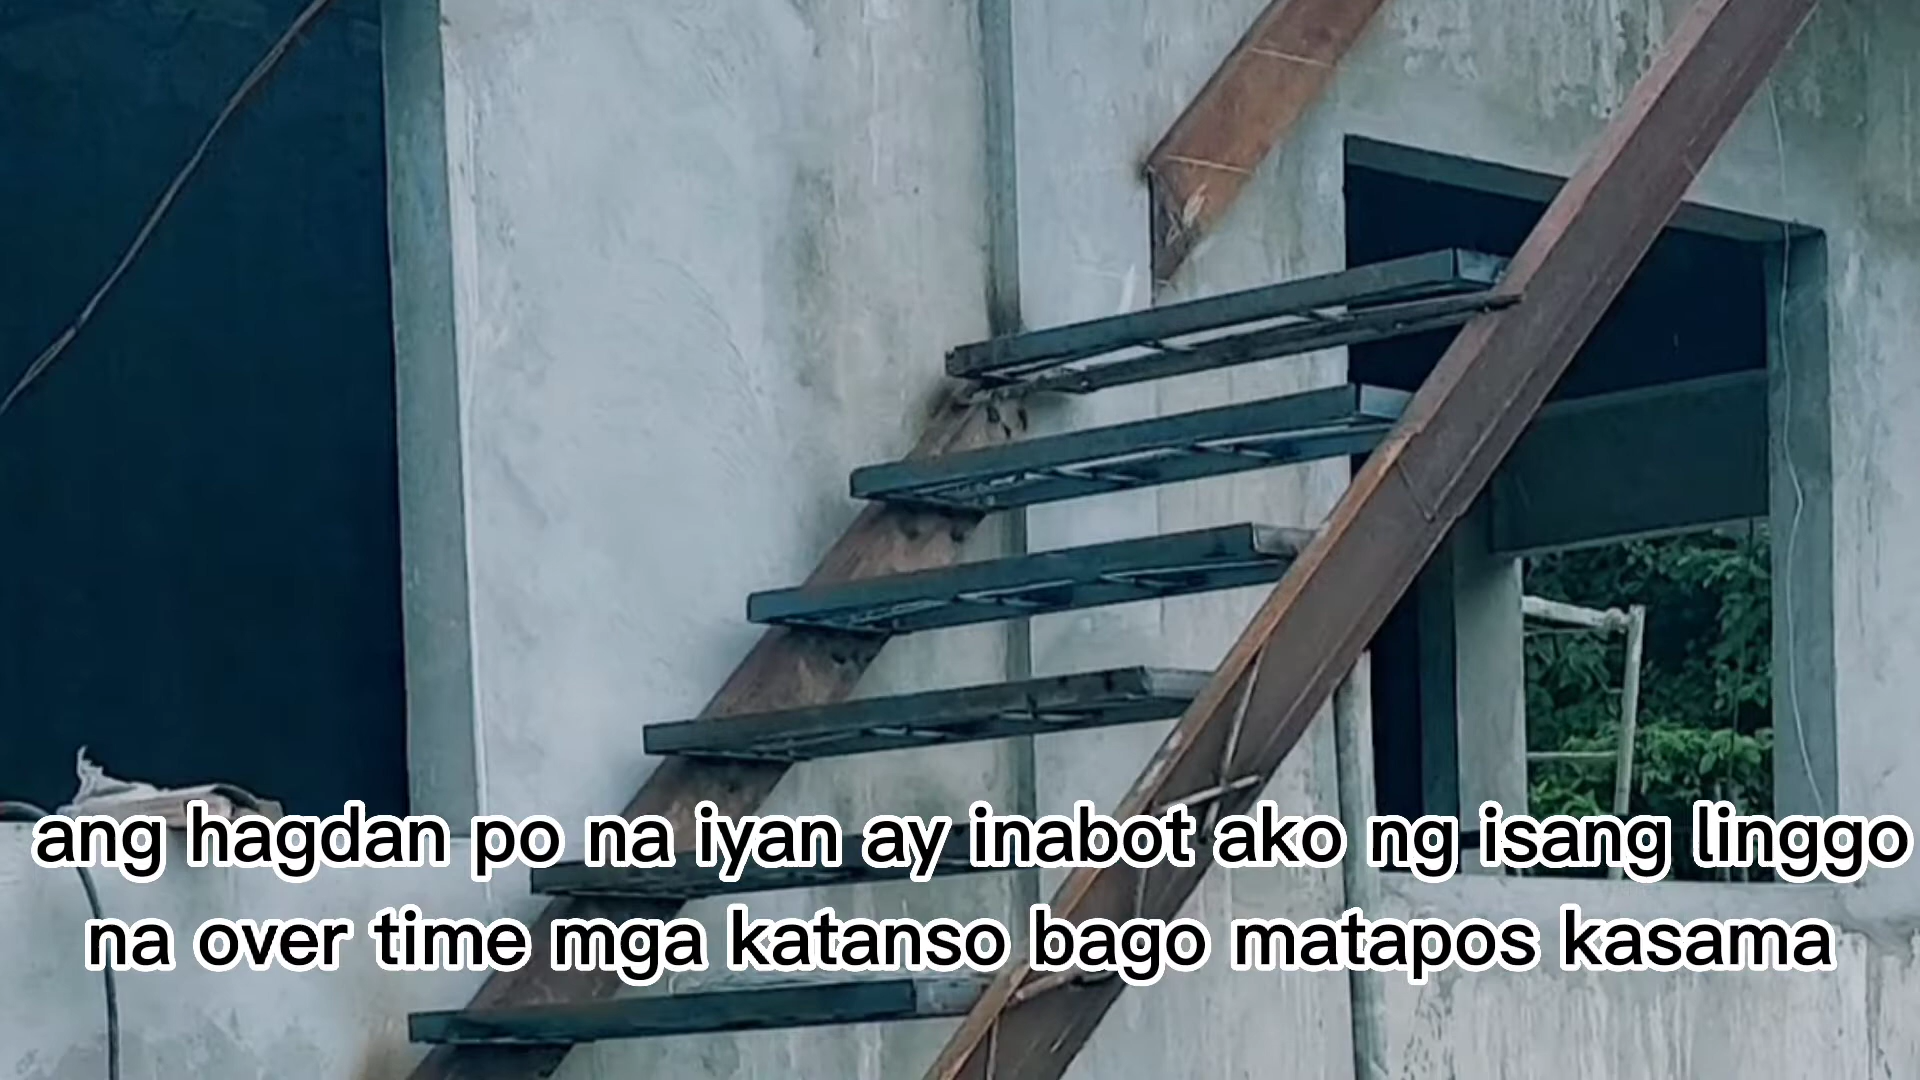 ang hagdan po na iyan ay inabot ako ng isang linggo
na over time mga katanso bago matapos kasama